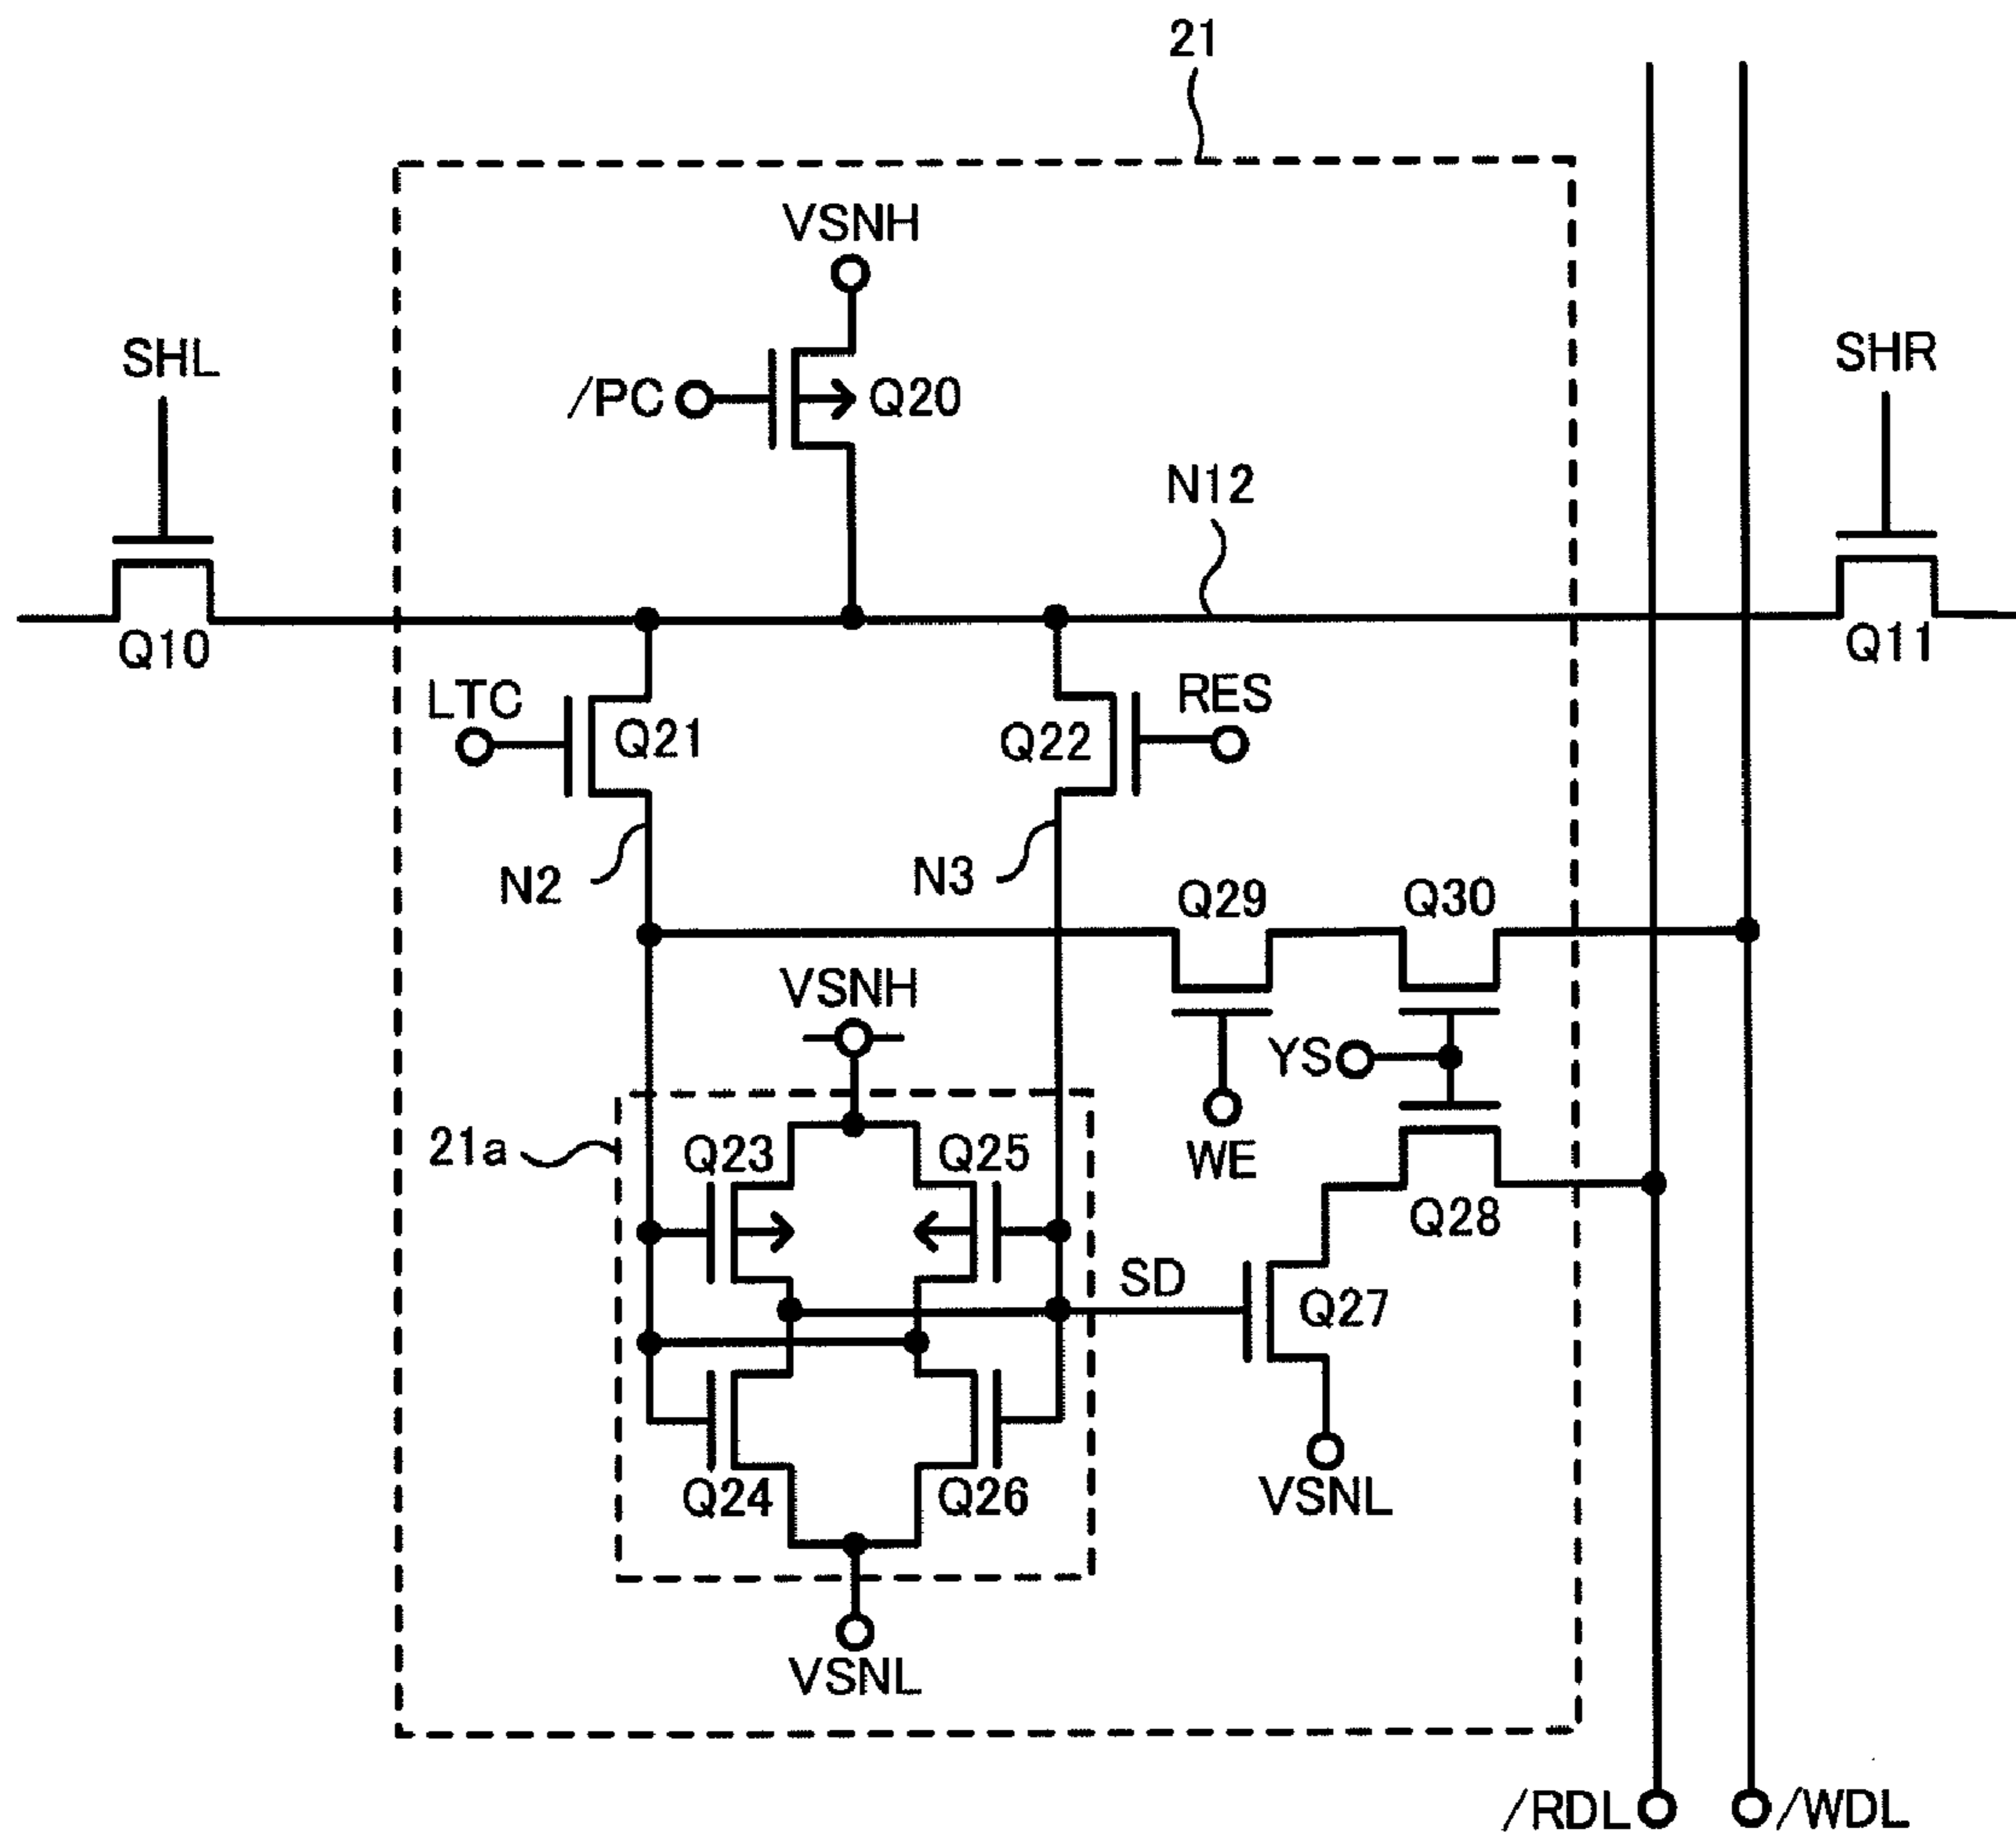 21
VSNH
SHL
SHR
/PC
Q20
N12
Q10
Q11
LTC
RES
Q21
Q22
N2
N3
Q29
Q30
VSNH
YS
21a
Q23
Q25
WE
Q28
SD
Q27
Q24
Q26
VSNL
VSNL
/RDL
/WDL